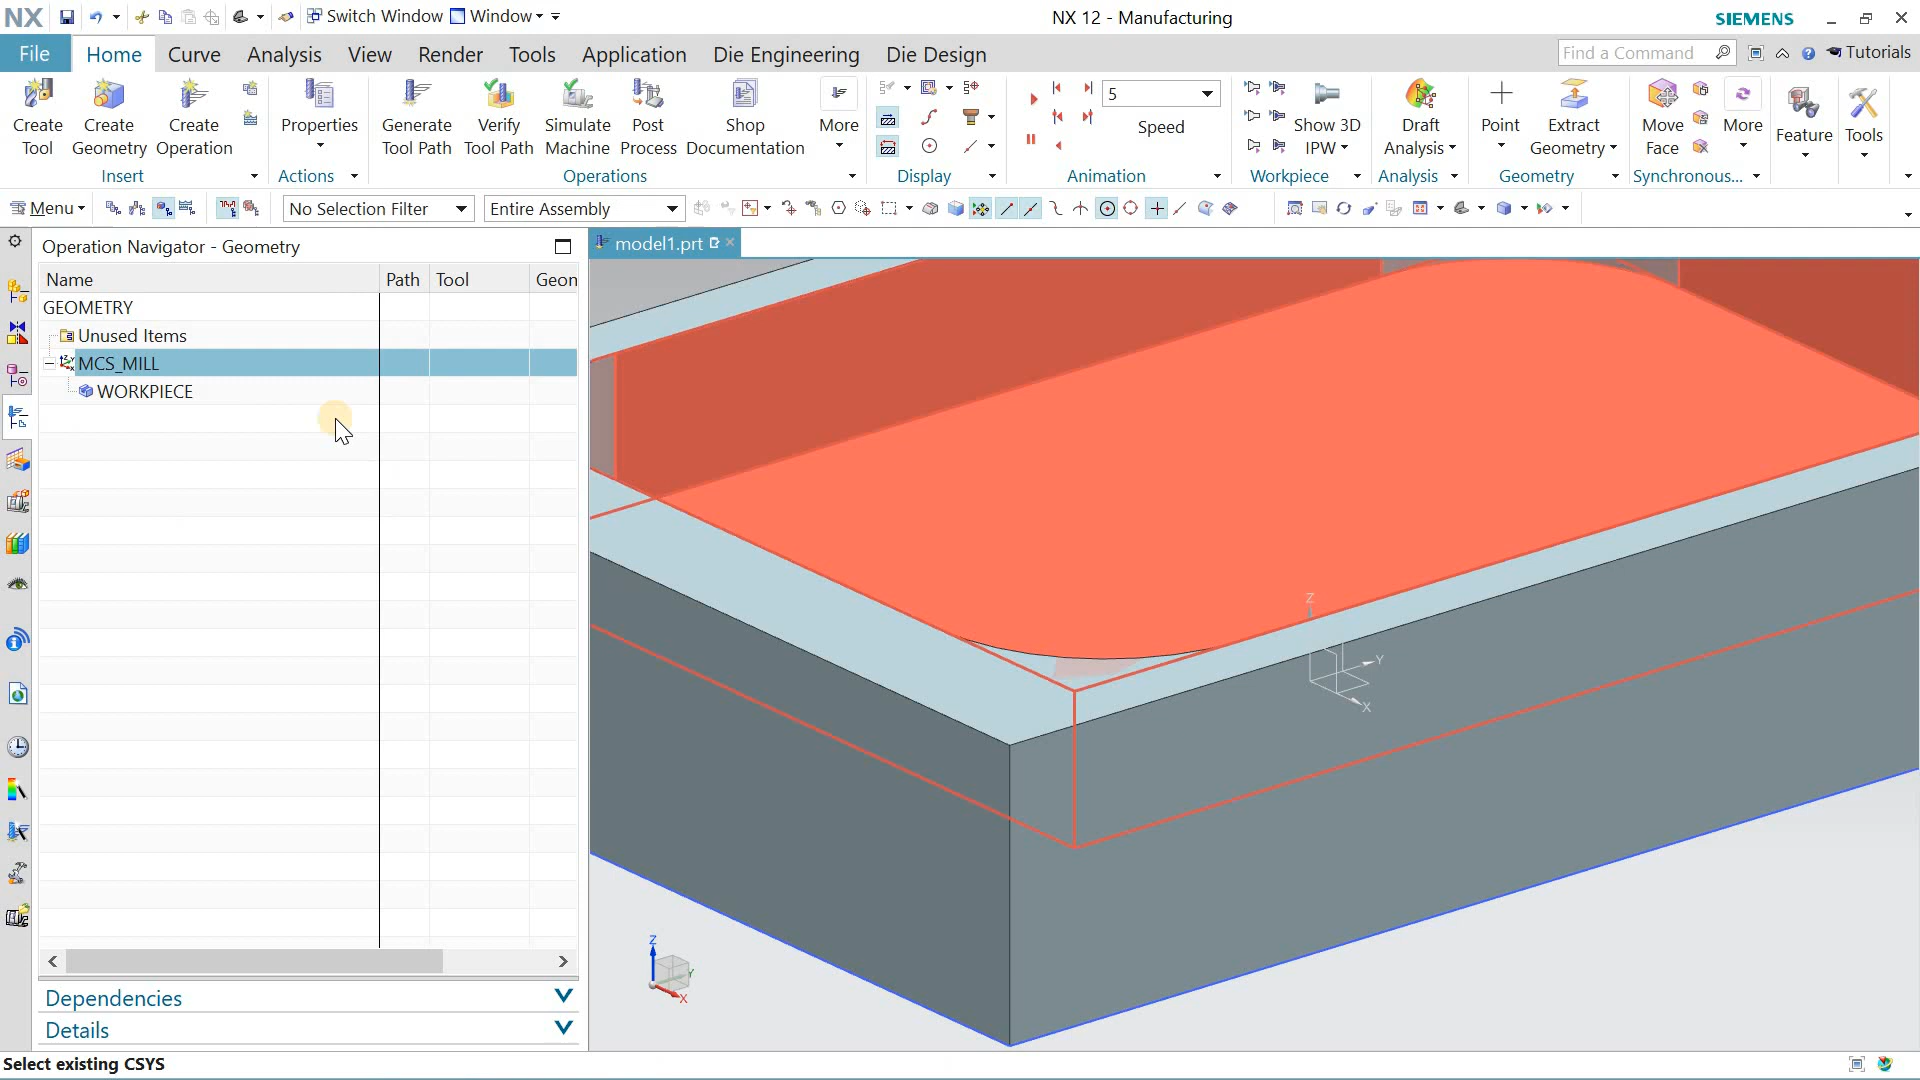 NX
Switch Window Window
NX 12 - Manufacturing
SIEMENS
File Home Curve Analysis View Render Tools Application Die Engineering Die Design
Find a Command
Tutorials
Create Tool
Create Geometry
Create Operation
Properties
Generate Tool Path
Verify Tool Path
Simulate Machine
Post Process
Shop Documentation
More
5
Speed
Show 3D IPW
Draft Analysis
Point
Extract Geometry
Move Face
More
Feature
Tools
Insert Actions Operations Display Animation Workpiece Analysis Geometry Synchronous...
Menu
No Selection Filter
Entire Assembly
Operation Navigator - Geometry
model1.prt
Name Path Tool Geon
GEOMETRY
Unused Items
MCS_MILL
WORKPIECE
Z
Y
X
Z
Y
X
Dependencies
Details
Select existing CSYS